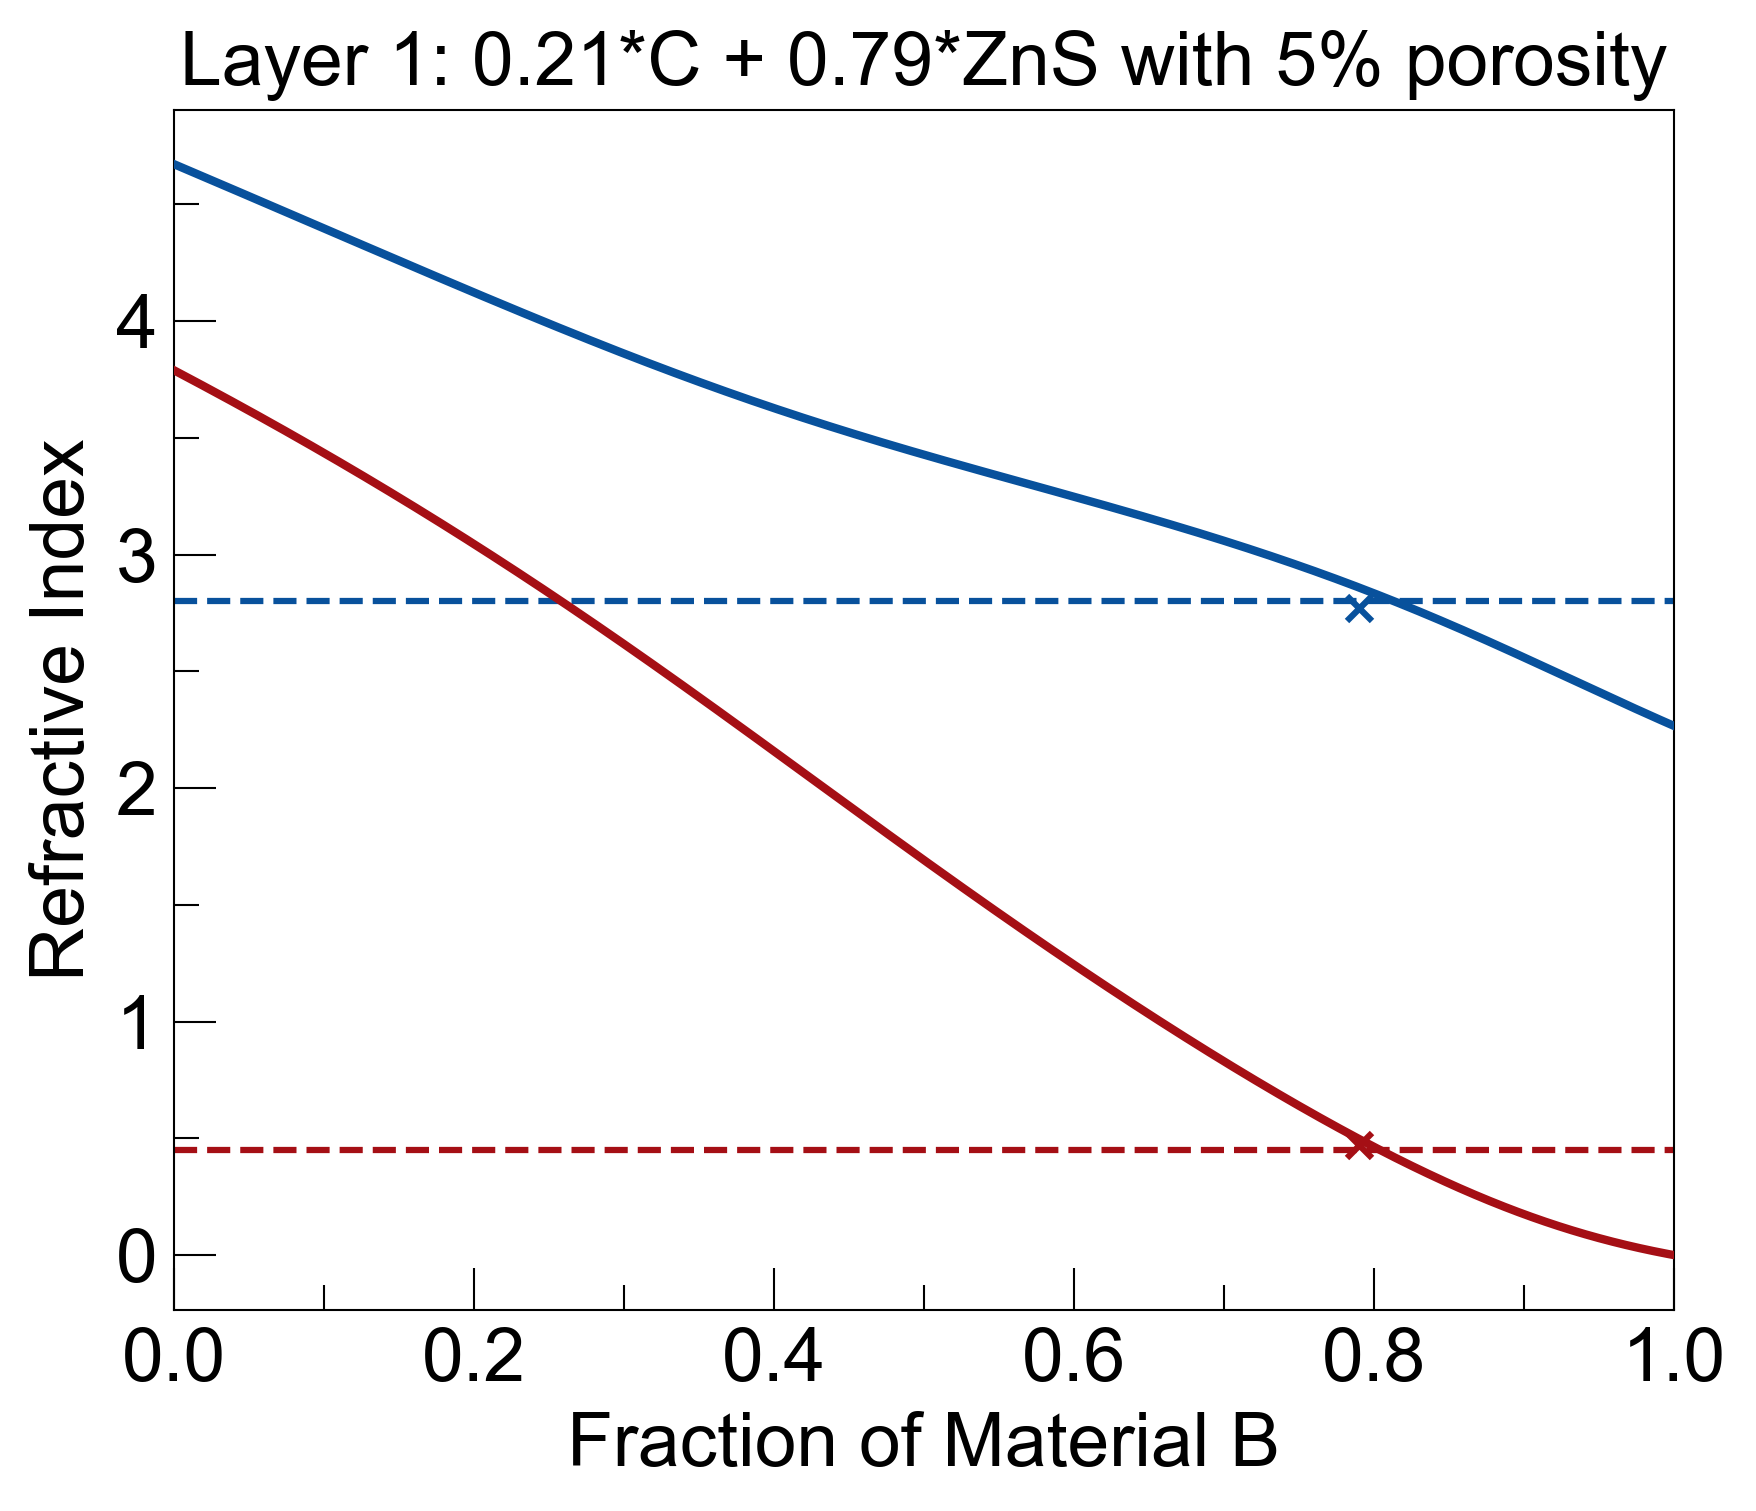 Layer 1: 0.21*C + 0.79*ZnS with 5% porosity
Refractive Index
4
3
2
1
0
0.0 0.2 0.4 0.6 0.8 1.0
Fraction of Material B